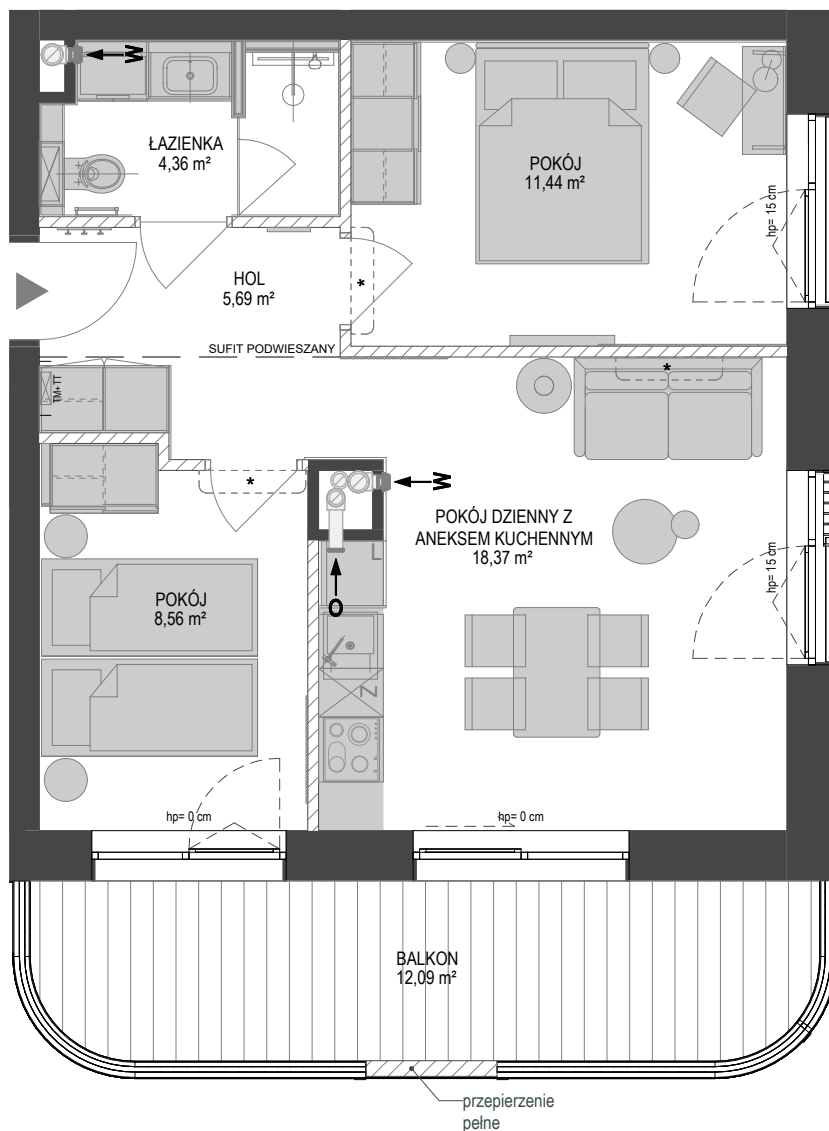 W
ŁAZIENKA
4,36 m²
POKÓJ
11,44 m²
hp= 15 cm
HOL
5,69 m²
*
SUFIT PODWIESZANY
TM+TT
*
*
W
POKÓJ DZIENNY Z
ANEKSEM KUCHENNYM
18,37 m²
L
O
hp= 15 cm
POKÓJ
8,56 m²
Z
hp= 0 cm
hp= 0 cm
BALKON
12,09 m²
przepierzenie
pełne